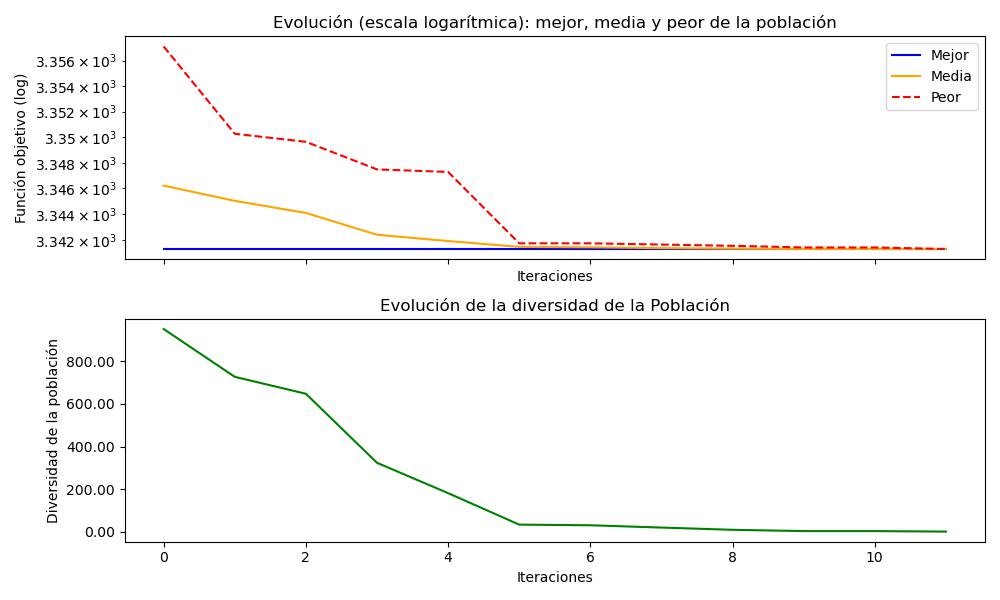 Evolución (escala logarítmica): mejor, media y peor de la población
Función objetivo (log)
3.356 × 10³
3.354 × 10³
3.352 × 10³
3.35 × 10³
3.348 × 10³
3.346 × 10³
3.344 × 10³
3.342 × 10³
Mejor
Media
Peor
Iteraciones
Evolución de la diversidad de la Población
Diversidad de la población
800.00
600.00
400.00
200.00
0.00
0 2 4 6 8 10
Iteraciones